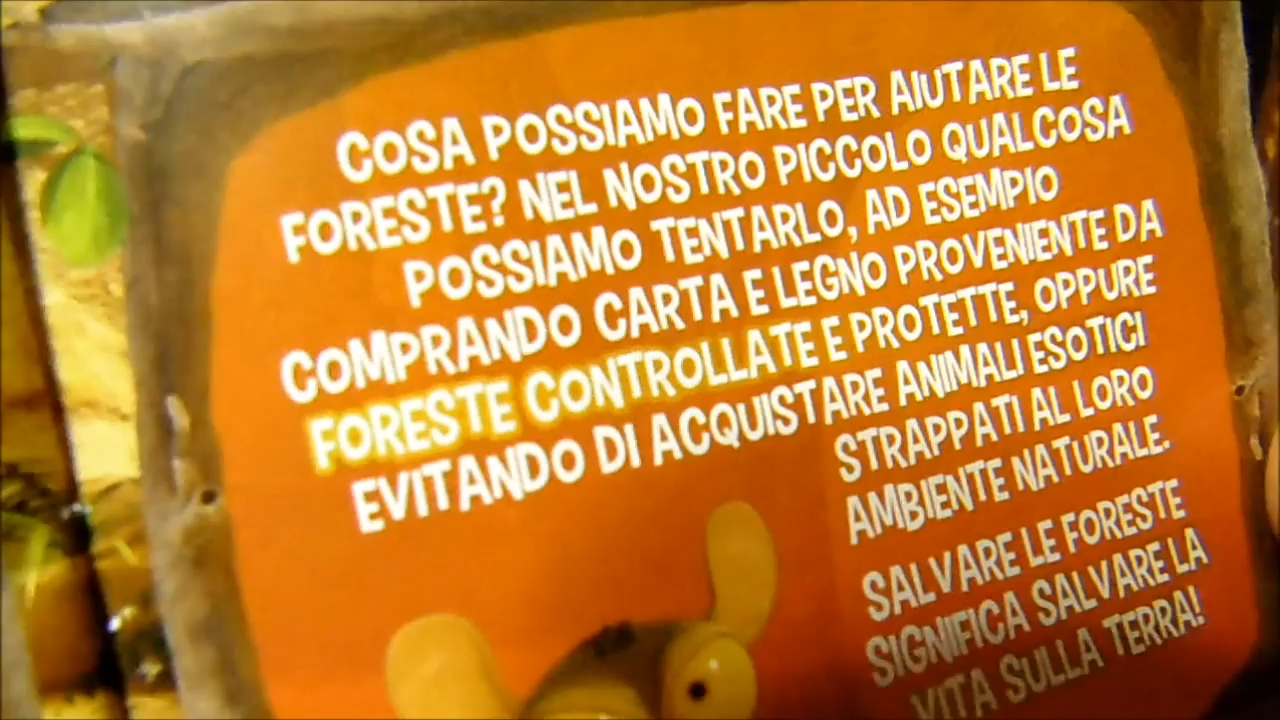 COSA POSSIAMO FARE PER AIUTARE LE
FORESTE? NEL NOSTRO PICCOLO QUALCOSA
POSSIAMO TENTARLO, AD ESEMPIO
COMPRANDO CARTA E LEGNO PROVENIENTE DA
FORESTE CONTROLLATE E PROTETTE, OPPURE
EVITANDO DI ACQUISTARE ANIMALI ESOTICI
STRAPPATI AL LORO
AMBIENTE NATURALE.
SALVARE LE FORESTE
SIGNIFICA SALVARE LA
VITA SULLA TERRA!